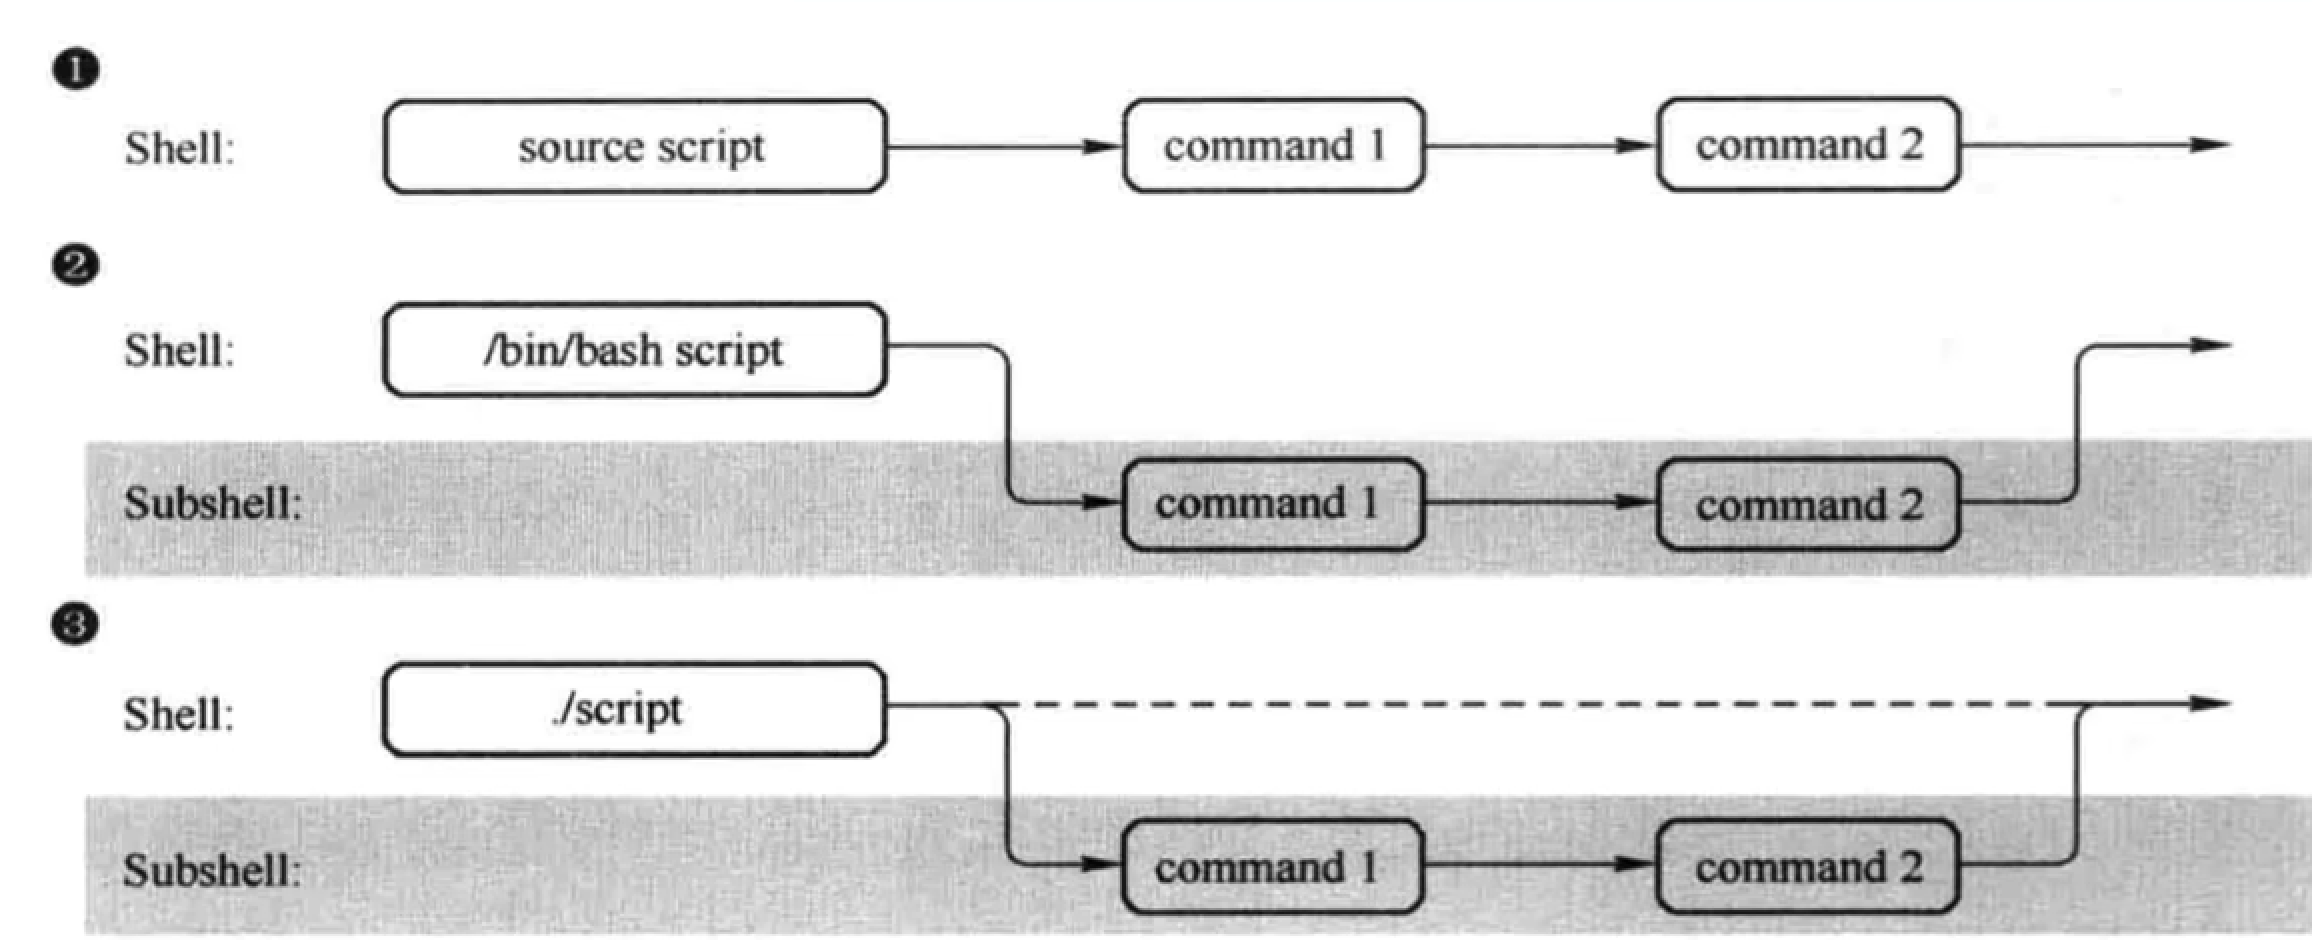 ❶
Shell: source script command 1 command 2
❷
Shell: /bin/bash script
Subshell: command 1 command 2
❸
Shell: ./script
Subshell: command 1 command 2